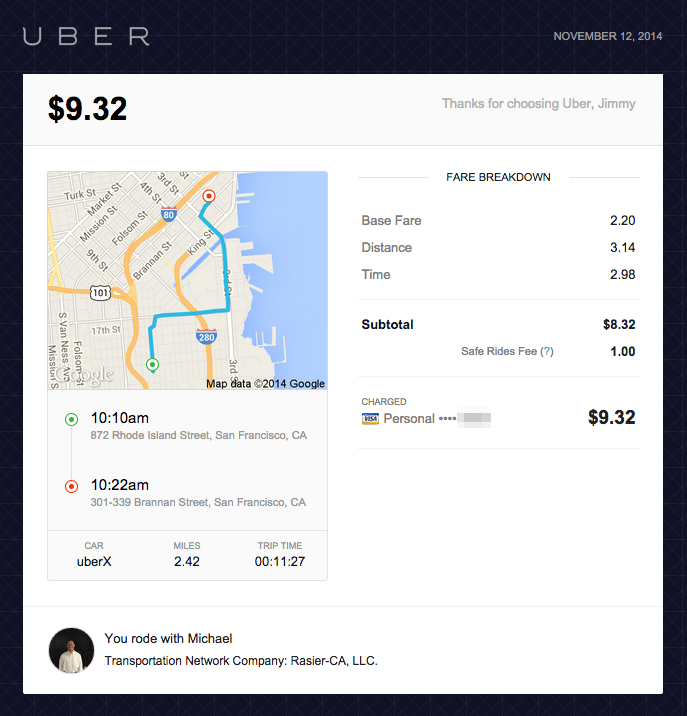 UBER
NOVEMBER 12, 2014
$9.32
Thanks for choosing Uber, Jimmy
3rd St
4th St
Turk St
Market St
80
Mission St
Folsom St
King St
9th St
Brannan St
3rd St
101
17th St
280
S Van Ness Ave
Folsom St
Harrison St
3rd St
Google
Map data ©2014 Google
10:10am
872 Rhode Island Street, San Francisco, CA
10:22am
301-339 Brannan Street, San Francisco, CA
CAR
MILES
TRIP TIME
uberX
2.42
00:11:27
FARE BREAKDOWN
Base Fare 2.20
Distance 3.14
Time 2.98
Subtotal $8.32
Safe Rides Fee (?) 1.00
CHARGED
VISA Personal •••• $9.32
You rode with Michael
Transportation Network Company: Rasier-CA, LLC.